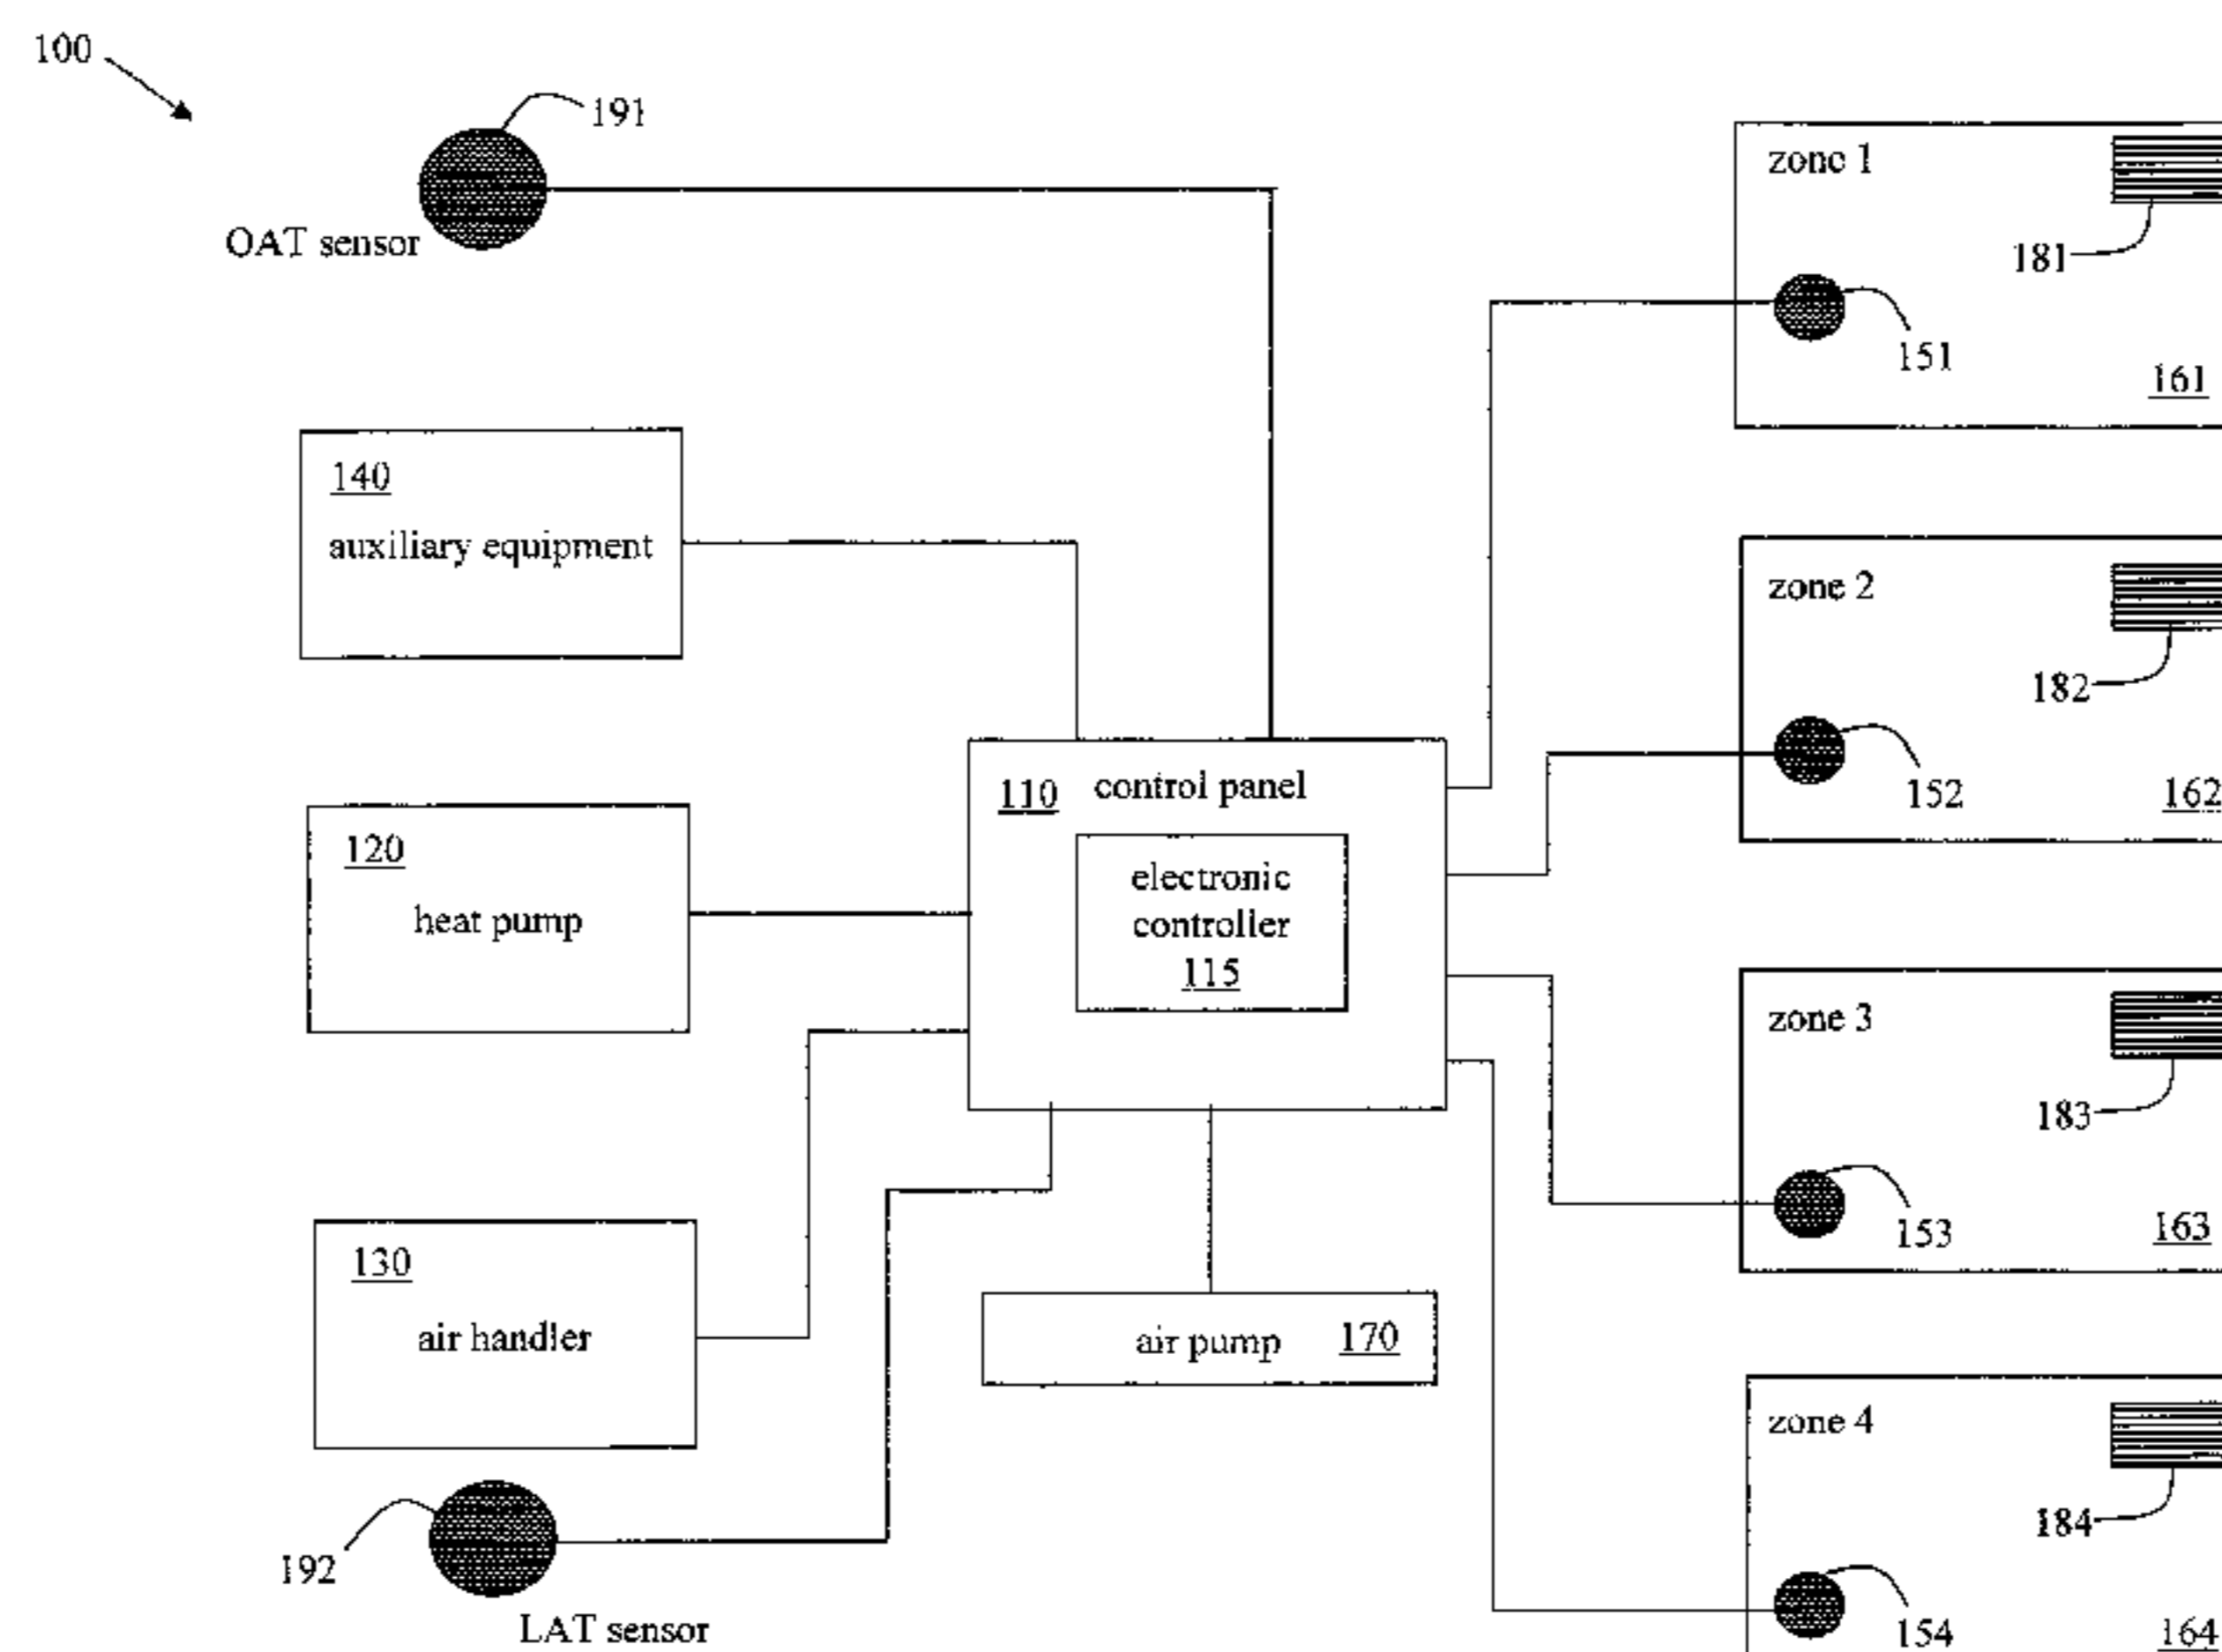 100
191
OAT sensor
140
auxiliary equipment
120
heat pump
130
air handler
192
LAT sensor
110 control panel
electronic
controller
115
air pump 170
zone 1
181
151
161
zone 2
182
152
162
zone 3
183
153
163
zone 4
184
154
164